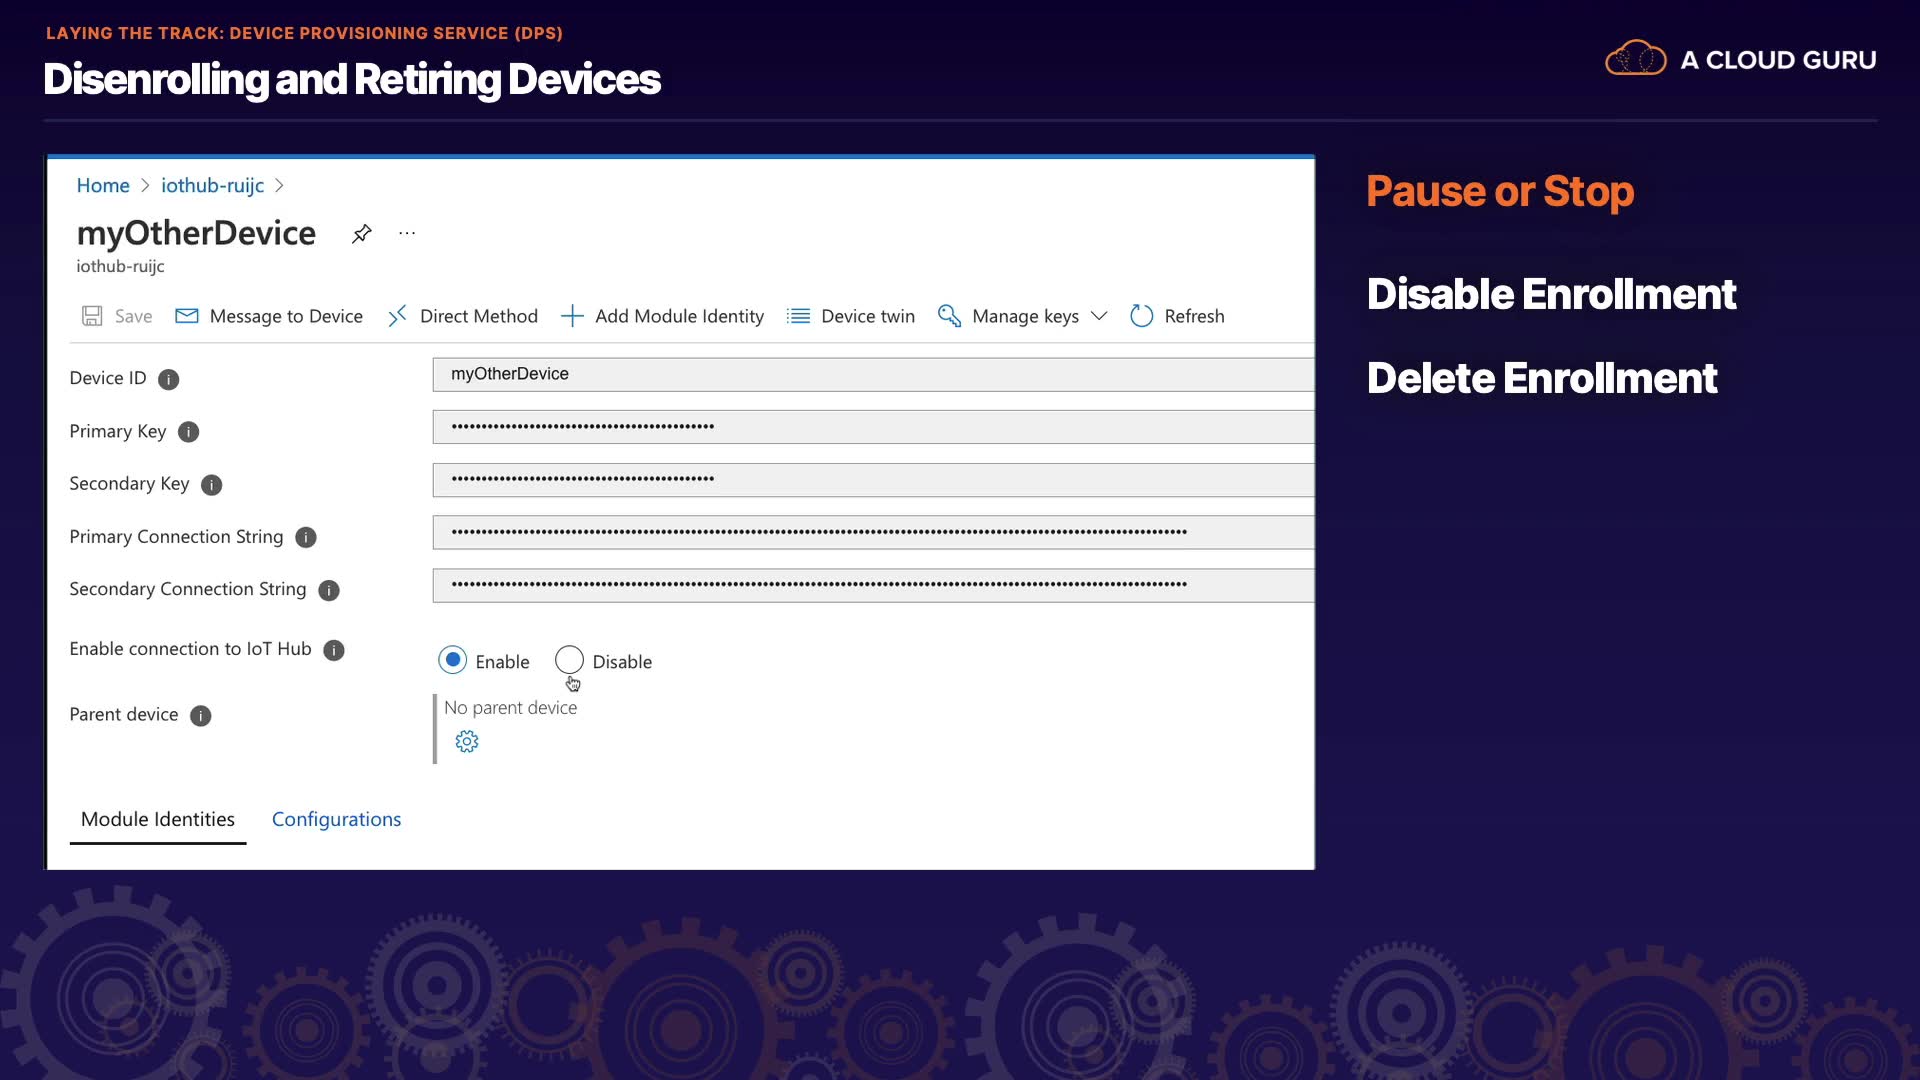 LAYING THE TRACK: DEVICE PROVISIONING SERVICE (DPS)
Disenrolling and Retiring Devices
A CLOUD GURU
Home > iothub-ruijc >
myOtherDevice ...
iothub-ruijc
Save Message to Device Direct Method Add Module Identity Device twin Manage keys Refresh
Device ID myOtherDevice
Primary Key
Secondary Key
Primary Connection String
Secondary Connection String
Enable connection to IoT Hub Enable Disable
Parent device No parent device
Module Identities Configurations
Pause or Stop
Disable Enrollment
Delete Enrollment